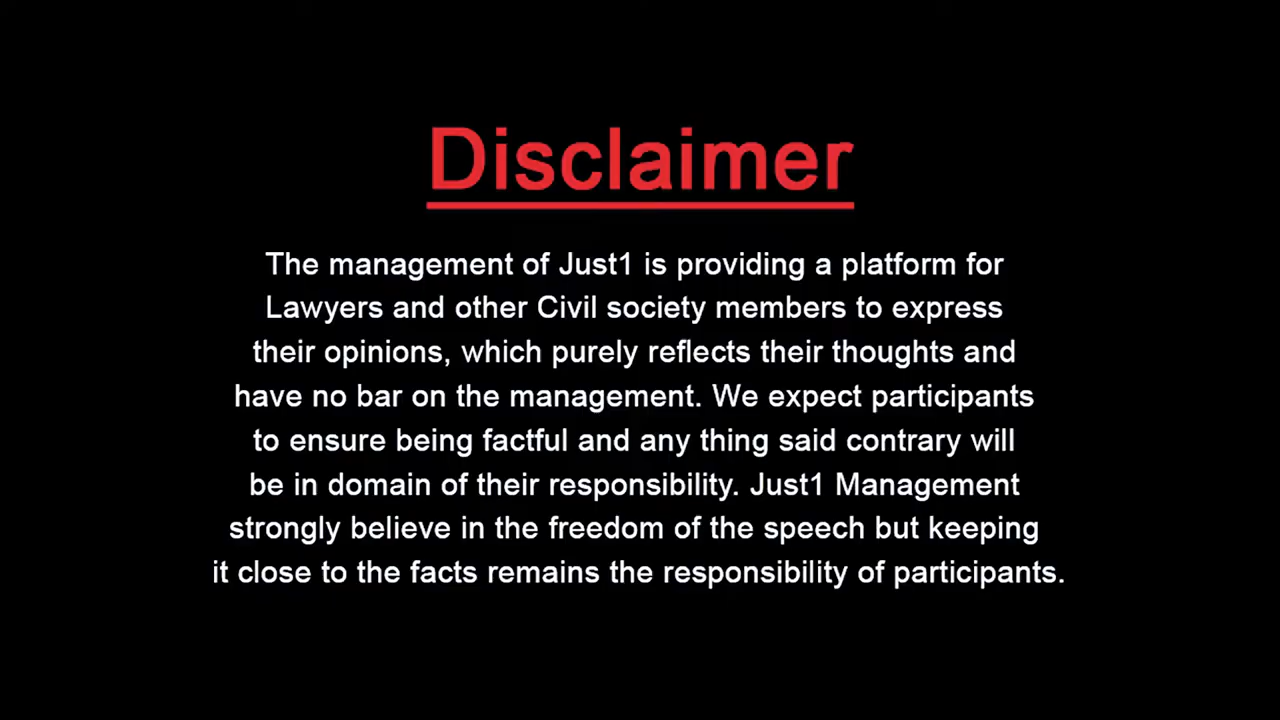 Disclaimer
The management of Just1 is providing a platform for
Lawyers and other Civil society members to express
their opinions, which purely reflects their thoughts and
have no bar on the management. We expect participants
to ensure being factful and any thing said contrary will
be in domain of their responsibility. Just1 Management
strongly believe in the freedom of the speech but keeping
it close to the facts remains the responsibility of participants.